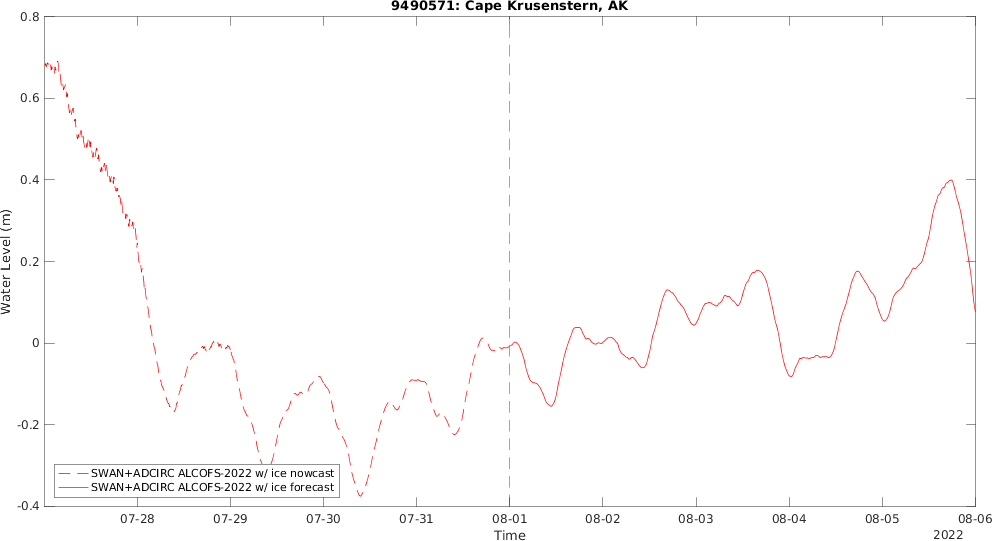 9490571: Cape Krusenstern, AK
Water Level (m)
0.8
0.6
0.4
0.2
0
-0.2
-0.4
SWAN+ADCIRC ALCOFS-2022 w/ ice nowcast
SWAN+ADCIRC ALCOFS-2022 w/ ice forecast
07-28 07-29 07-30 07-31 08-01 08-02 08-03 08-04 08-05 08-06
Time
2022